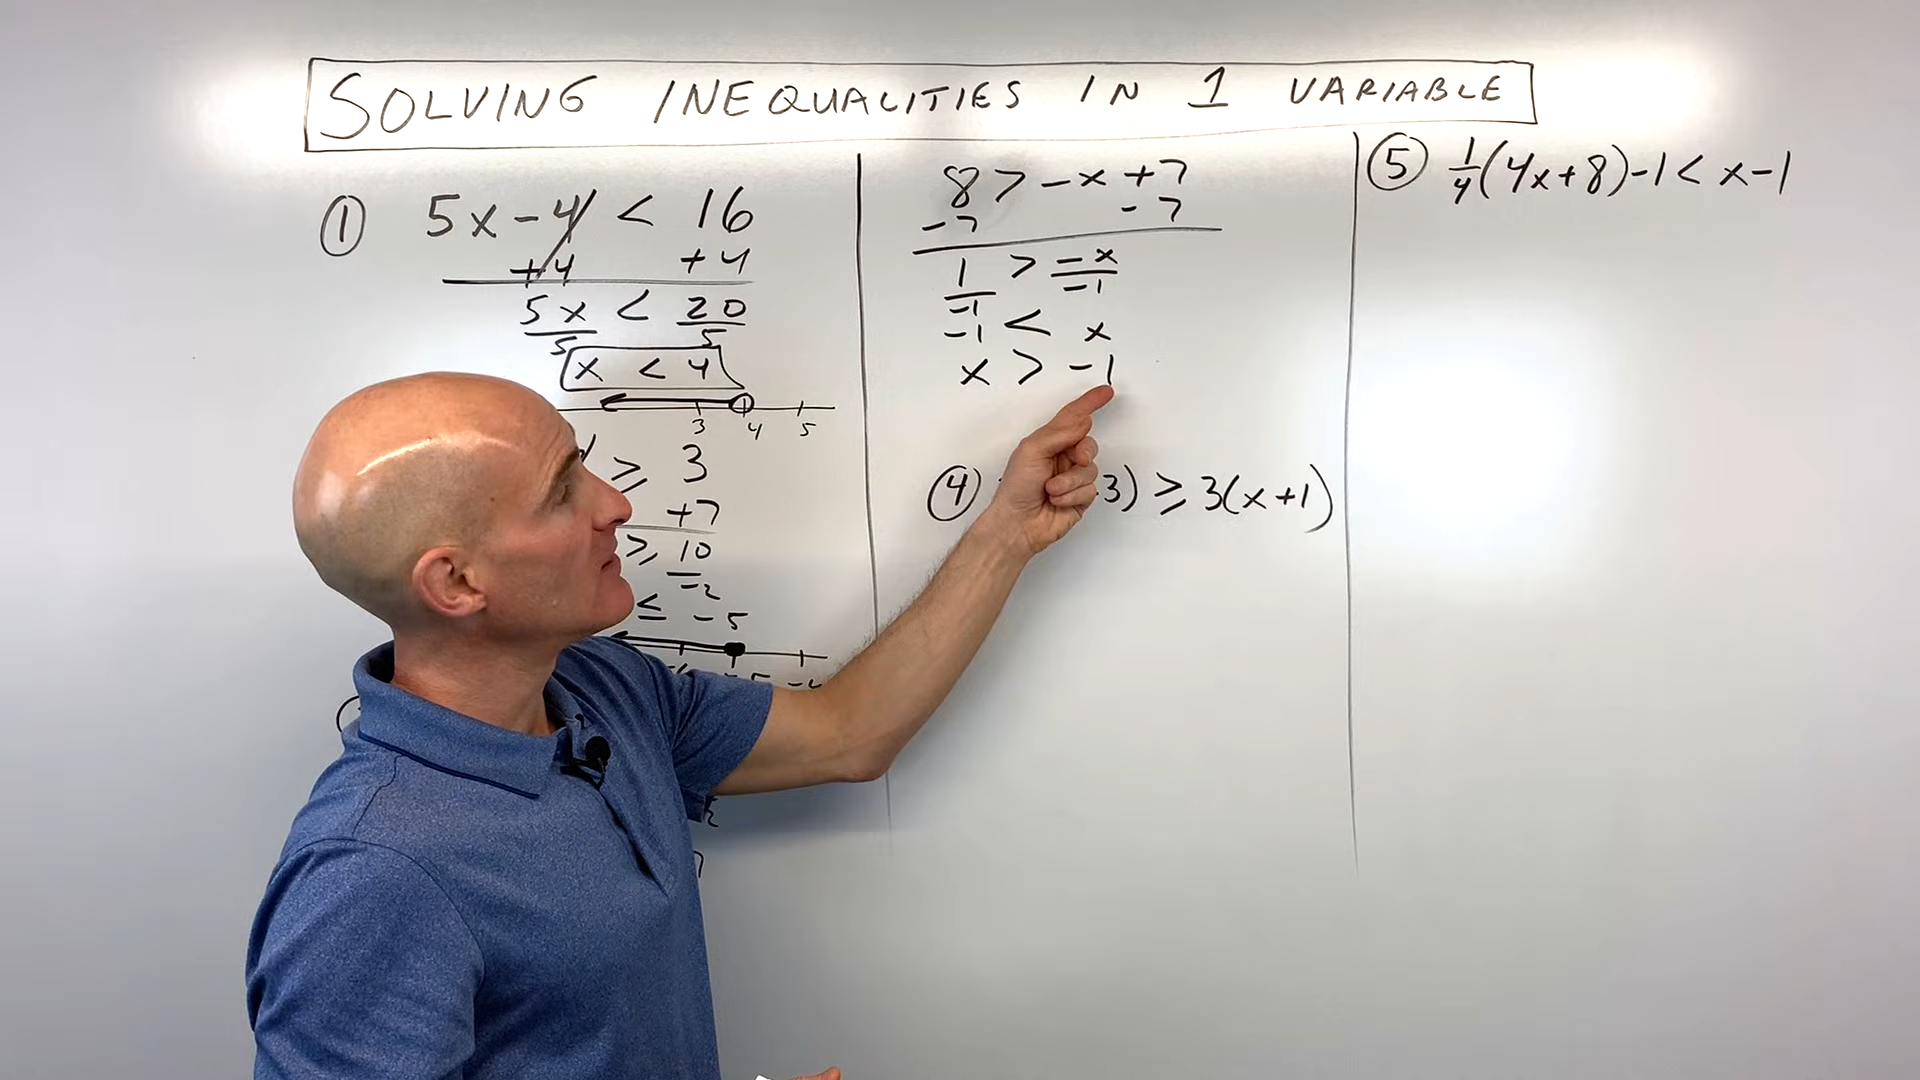 SOLVING INEQUALITIES IN 1 VARIABLE
① 5x-4 < 16
+4 +4
5x < 20
5 5
x < 4
3 4 5
≥ 3
+7
≥ 10
-2
≤ -5
-5
8 > -x +7
-7 -7
1 > -x
-1 -1
-1 < x
x > -1
④ 3) ≥ 3(x+1)
⑤ 1/4(4x+8)-1 < x-1